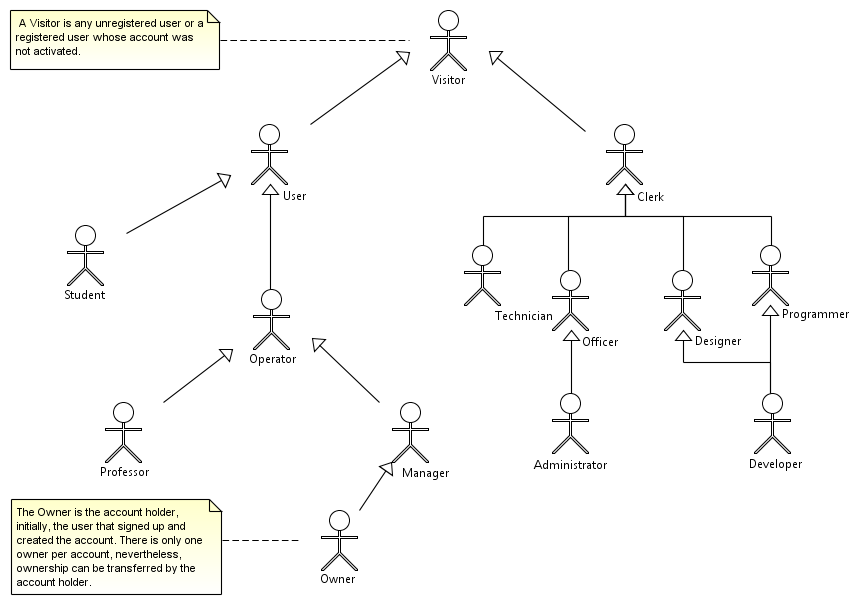 A Visitor is any unregistered user or a
registered user whose account was
not activated.
Visitor
User
Clerk
Student
Technician
Programmer
Officer
Designer
Operator
Professor
Manager
Administrator
Developer
The Owner is the account holder,
initially, the user that signed up and
created the account. There is only one
owner per account, nevertheless,
ownership can be transferred by the
account holder.
Owner